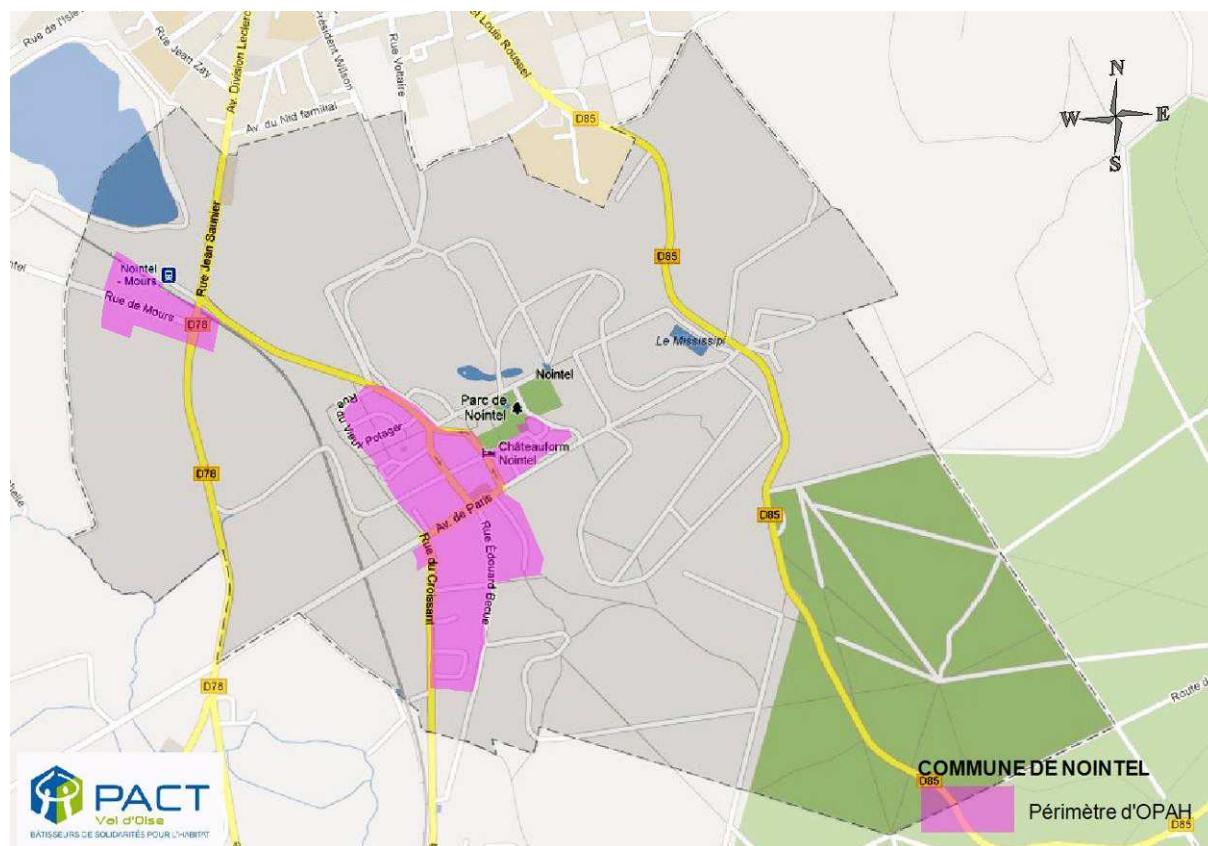 Rue de l'Isle
Rue Jean Zay
Av. Division Leclerc
Président Wilson
Rue Voltaire
Louis Roussel
Av. du Nid familial
D85
N
W
E
S
D85
Rue Jean Saunier
Nointel
- Mours
Rue de Mours
D78
Le Mississipi
Nointel
Parc de
Nointel
Rue
du Vieux
Potager
Châteauform
Nointel
D78
Av. de Paris
D85
Rue du Croissant
Rue Edouard Bécue
D78
Route d
COMMUNE DE NOINTEL
D85
Périmètre d'OPAH
PACT
Val d'Oise
BÂTISSEURS DE SOLIDARITÉS POUR L'HABITAT